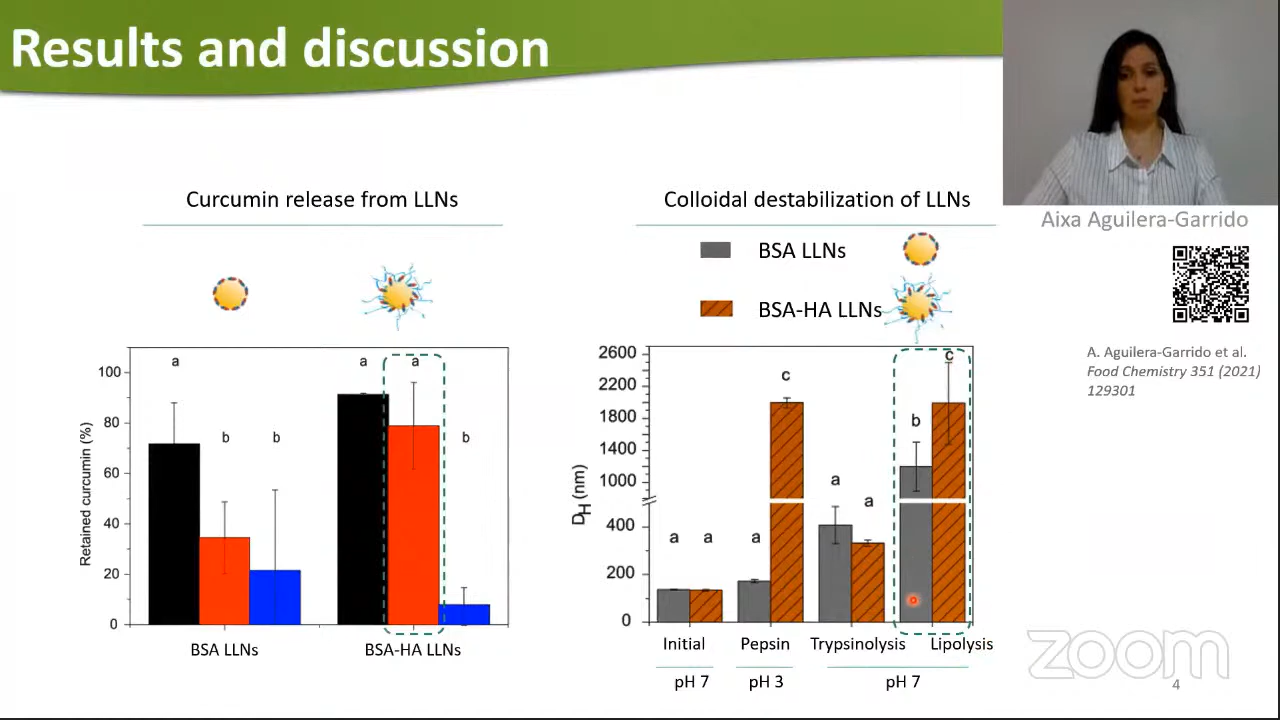 Results and discussion
Curcumin release from LLNs
Retained curcumin (%)
100
80
60
40
20
0
a
b
b
a
a
b
BSA LLNs
BSA-HA LLNs
Colloidal destabilization of LLNs
BSA LLNs
BSA-HA LLNs
D_H (nm)
2600
2200
1800
1400
1000
400
200
0
a
a
a
c
a
a
b
c
Initial
Pepsin
Trypsinolysis
Lipolysis
pH 7
pH 3
pH 7
Aixa Aguilera-Garrido
A. Aguilera-Garrido et al.
Food Chemistry 351 (2021)
129301
zoom
4